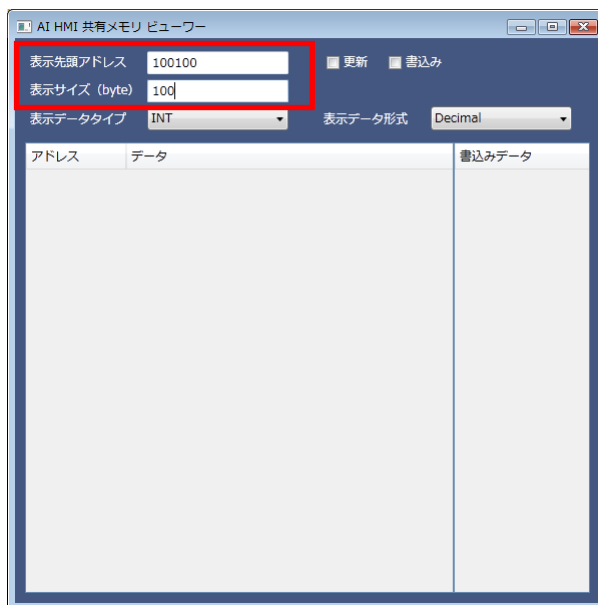 AI HMI 共有メモリ ビューワー
表示先頭アドレス 100100 更新 書込み
表示サイズ（byte） 100
表示データタイプ INT 表示データ形式 Decimal
アドレス データ 書込みデータ